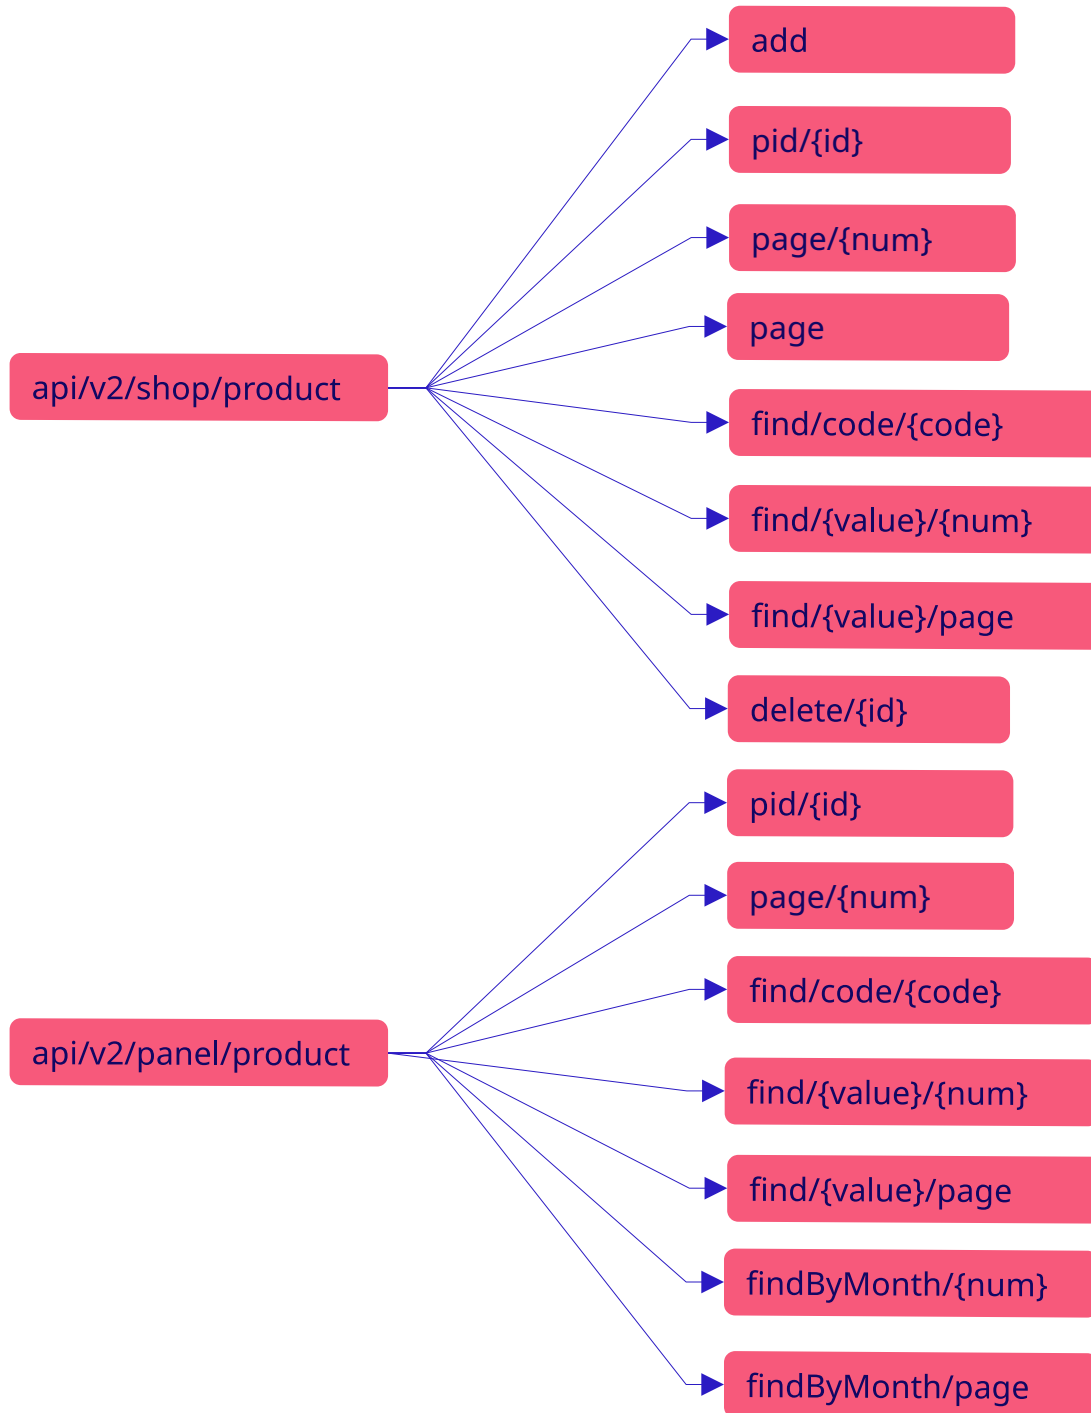 add
pid/{id}
page/{num}
page
api/v2/shop/product
find/code/{code}
find/{value}/{num}
find/{value}/page
delete/{id}
pid/{id}
page/{num}
find/code/{code}
api/v2/panel/product
find/{value}/{num}
find/{value}/page
findByMonth/{num}
findByMonth/page